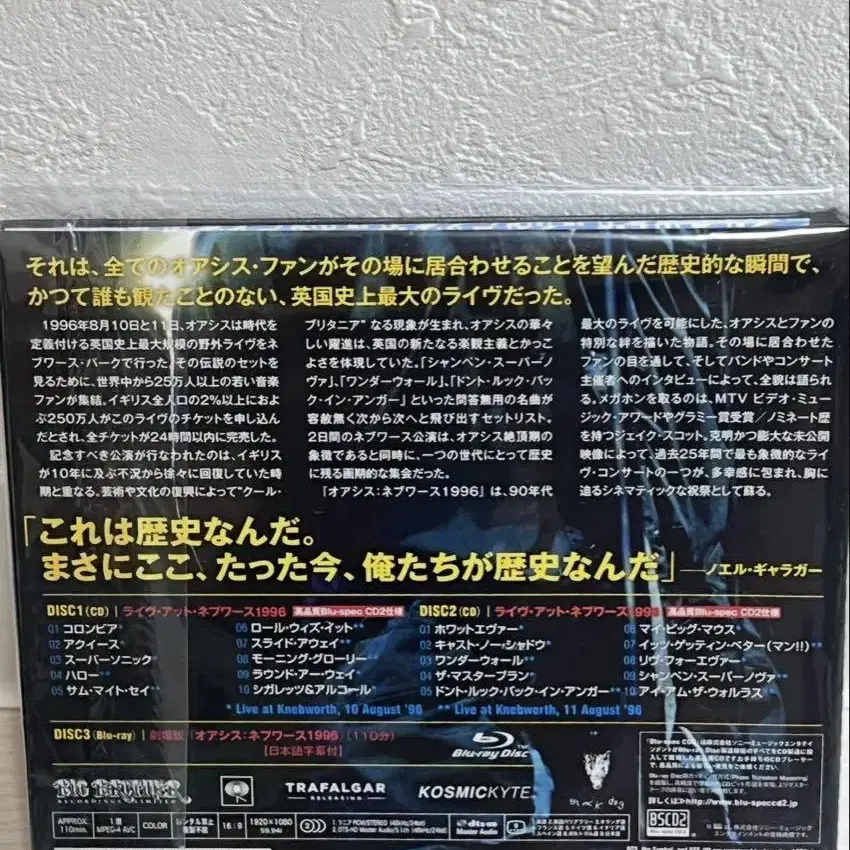 それは、全てのオアシス・ファンがその場に居合わせることを望んだ歴史的な瞬間で、
かつて誰も観たことのない、英国史上最大のライヴだった。
1996年8月10日と11日、オアシスは時代を
定義付ける英国史上最大規模の野外ライヴをネ
ブワース・パークで行った。その伝説のセットを
見るために、世界中から25万人以上の若い音楽
ファンが集結。イギリス全人口の2%以上におよ
ぶ250万人がこのライヴのチケットを申し込ん
だとされ、全チケットが24時間以内に完売した。
記念すべき公演が行なわれたのは、イギリス
が10年に及ぶ不況から徐々に回復していた時
期と重なる。芸術や文化の復興によって“クール・
ブリタニア”なる現象が生まれ、オアシスの華々し
い躍進は、英国の新たなる楽観主義とかっこ
よさを体現していた。「シャンペン・スーパーノ
ヴァ」、「ワンダーウォール」、「ドント・ルック・バッ
ク・イン・アンガー」といった問答無用の名曲が
容赦無く次から次へと飛び出すセットリスト。
2日間のネブワース公演は、オアシス絶頂期の
象徴であると同時に、一つの世代にとって歴史
に残る画期的な集会だった。
『オアシス：ネブワース1996』は、90年代
最大のライヴを可能にした、オアシスとファンの
特別な絆を描いた物語。その場に居合わせた
ファンの目を通して、そしてバンドやコンサート
主催者へのインタビューによって、全貌は語られ
る。メガホンを取るのは、MTV ビデオ・ミュー
ジック・アワードやグラミー賞受賞／ノミネート歴
を持つジェイク・スコット。克明かつ膨大な未公開
映像によって、過去25年間で最も象徴的なライ
ヴ・コンサートの一つが、多幸感に包まれ、胸に
迫るシネマティックな祝祭として蘇る。
「これは歴史なんだ。
まさにここ、たった今、俺たちが歴史なんだ」——ノエル・ギャラガー
DISC1(CD) | ライヴ・アット・ネブワース1996 高品質Blu-spec CD2仕様
01 コロンビア*
02 アクイース*
03 スーパーソニック*
04 ハロー*
05 サム・マイト・セイ*
06 ロール・ウィズ・イット**
07 スライド・アウェイ**
08 モーニング・グローリー**
09 ラウンド・アー・ウェイ*
10 シガレッツ&アルコール*
DISC2(CD) | ライヴ・アット・ネブワース1996 高品質Blu-spec CD2仕様
01 ホワットエヴァー*
02 キャスト・ノー・シャドウ*
03 ワンダーウォール*
04 ザ・マスタープラン*
05 ドント・ルック・バック・イン・アンガー**
06 マイ・ビッグ・マウス*
07 イッツ・ゲッティン・ベター(マン!!)**
08 リヴ・フォーエヴァー*
09 シャンペン・スーパーノヴァ*
10 アイ・アム・ザ・ウォルラス*
* Live at Knebworth, 10 August '96 ** Live at Knebworth, 11 August '96
DISC3(Blu-ray) | 劇場版〈オアシス：ネブワース1996〉(110分)
【日本語字幕付】
Blu-ray Disc™
BIG BROTHER
RECORDINGS LIMITED
TRAFALGAR
RELEASING
KOSMICKYTE.
black dog
APPROX.
110min.
1層
MPEG-4 AVC
COLOR
16:9
1920×1080
59.94i
dts-HD
Master Audio
詳しくは≫http://www.blu-speccd2.jp
BSCD2